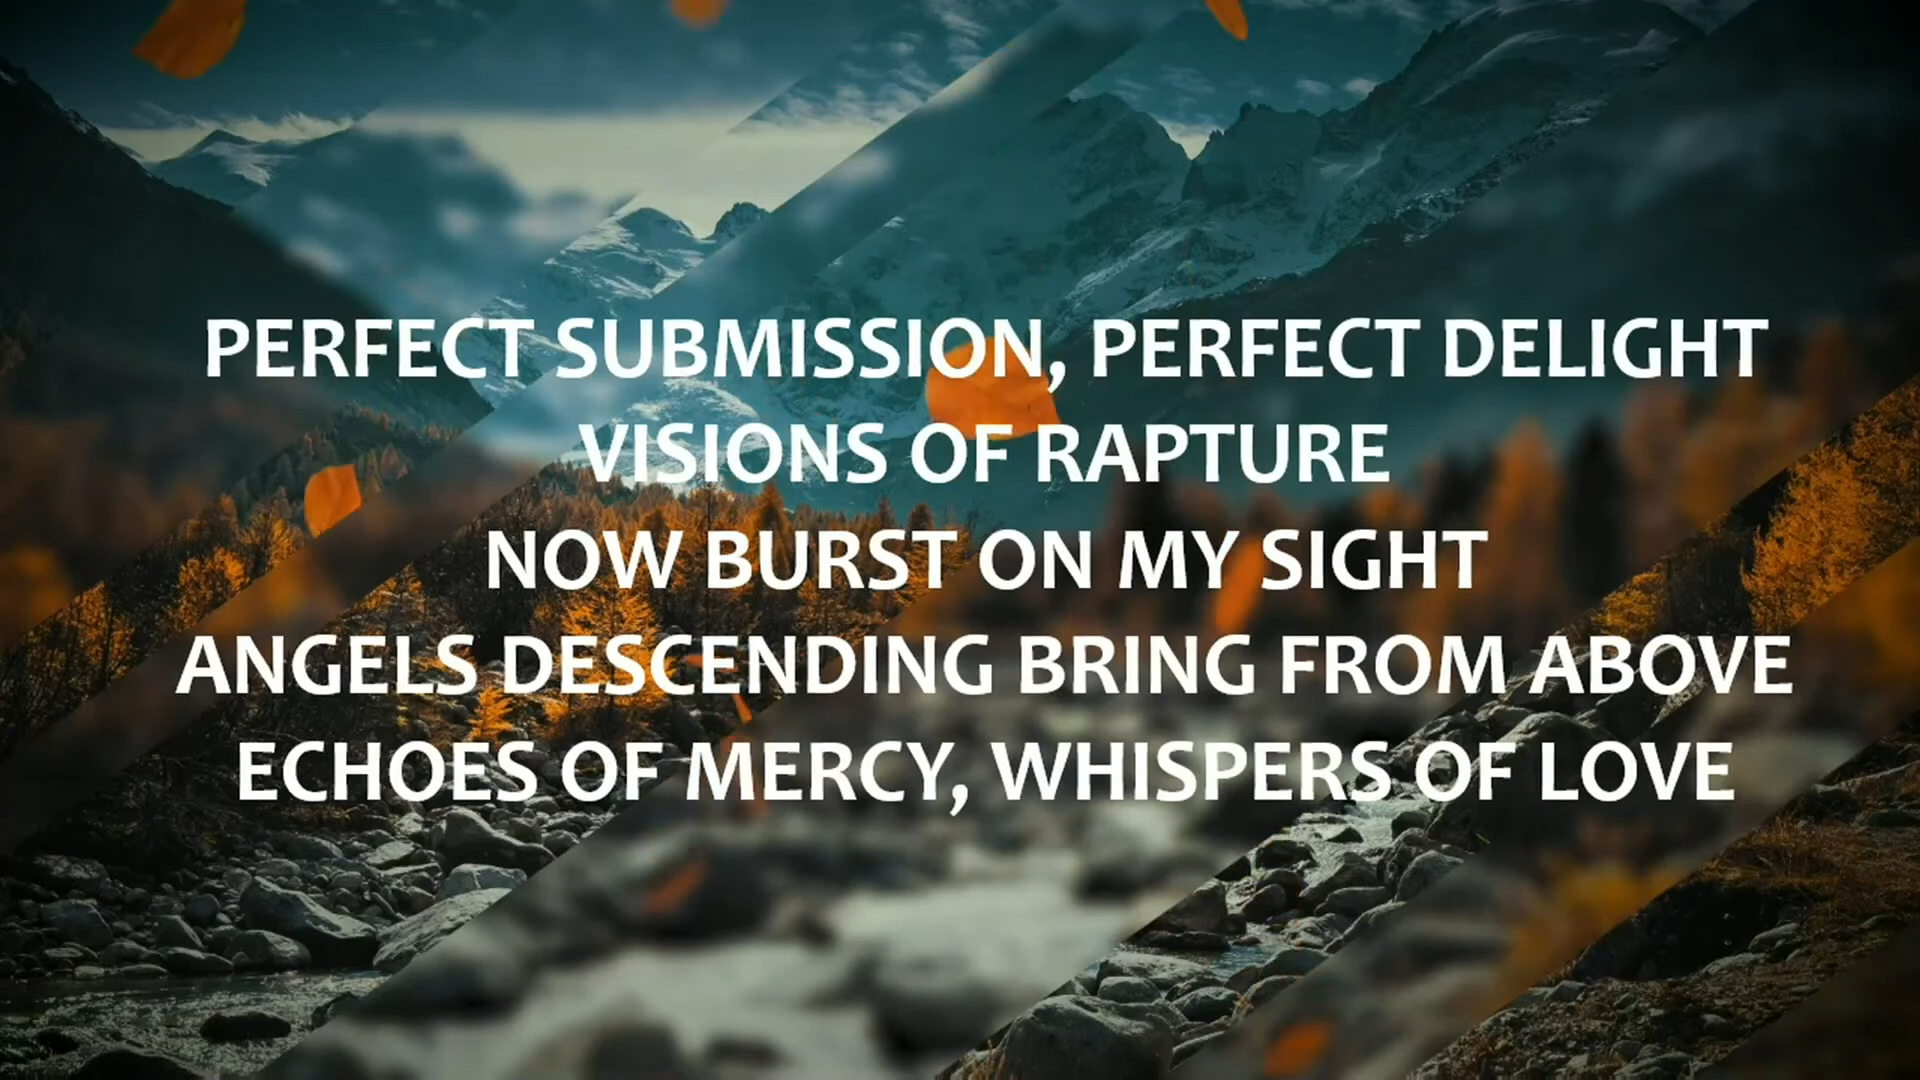 PERFECT SUBMISSION, PERFECT DELIGHT
VISIONS OF RAPTURE
NOW BURST ON MY SIGHT
ANGELS DESCENDING BRING FROM ABOVE
ECHOES OF MERCY, WHISPERS OF LOVE